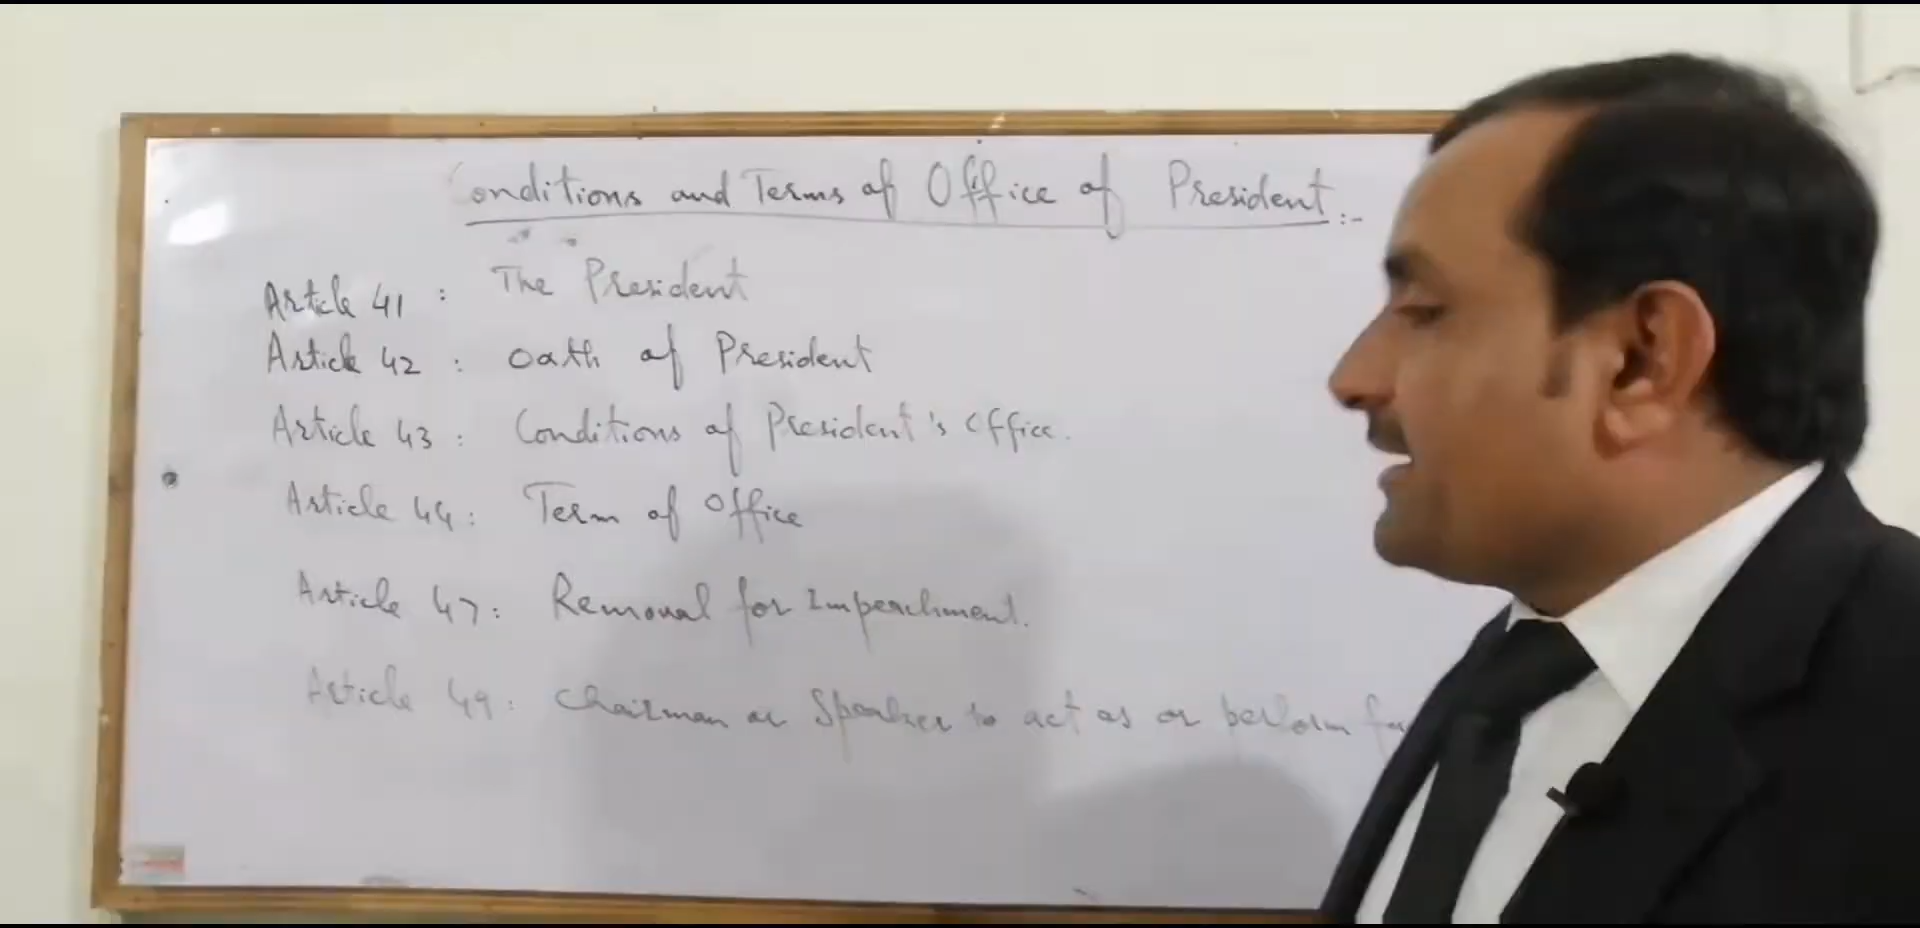 Conditions and Terms of Office of President :-
Article 41 : The President
Article 42 : Oath of President
Article 43 : Conditions of President's Office.
Article 44 : Term of Office
Article 47 : Removal for Impeachment.
Article 49 : Chairman or Speaker to act as or perform